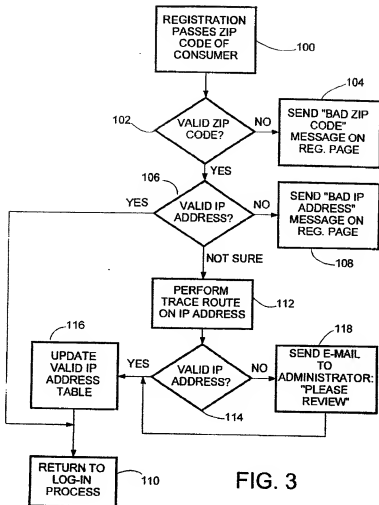 REGISTRATION
PASSES ZIP
CODE OF
CONSUMER
100
102
VALID ZIP
CODE?
NO
104
SEND "BAD ZIP
CODE"
MESSAGE ON
REG. PAGE
YES
106
YES
VALID IP
ADDRESS?
NO
SEND "BAD IP
ADDRESS"
MESSAGE ON
REG. PAGE
108
NOT SURE
PERFORM
TRACE ROUTE
ON IP ADDRESS
112
116
UPDATE
VALID IP
ADDRESS
TABLE
YES
VALID IP
ADDRESS?
114
NO
118
SEND E-MAIL
TO
ADMINISTRATOR:
"PLEASE
REVIEW"
RETURN TO
LOG-IN
PROCESS
110
FIG. 3